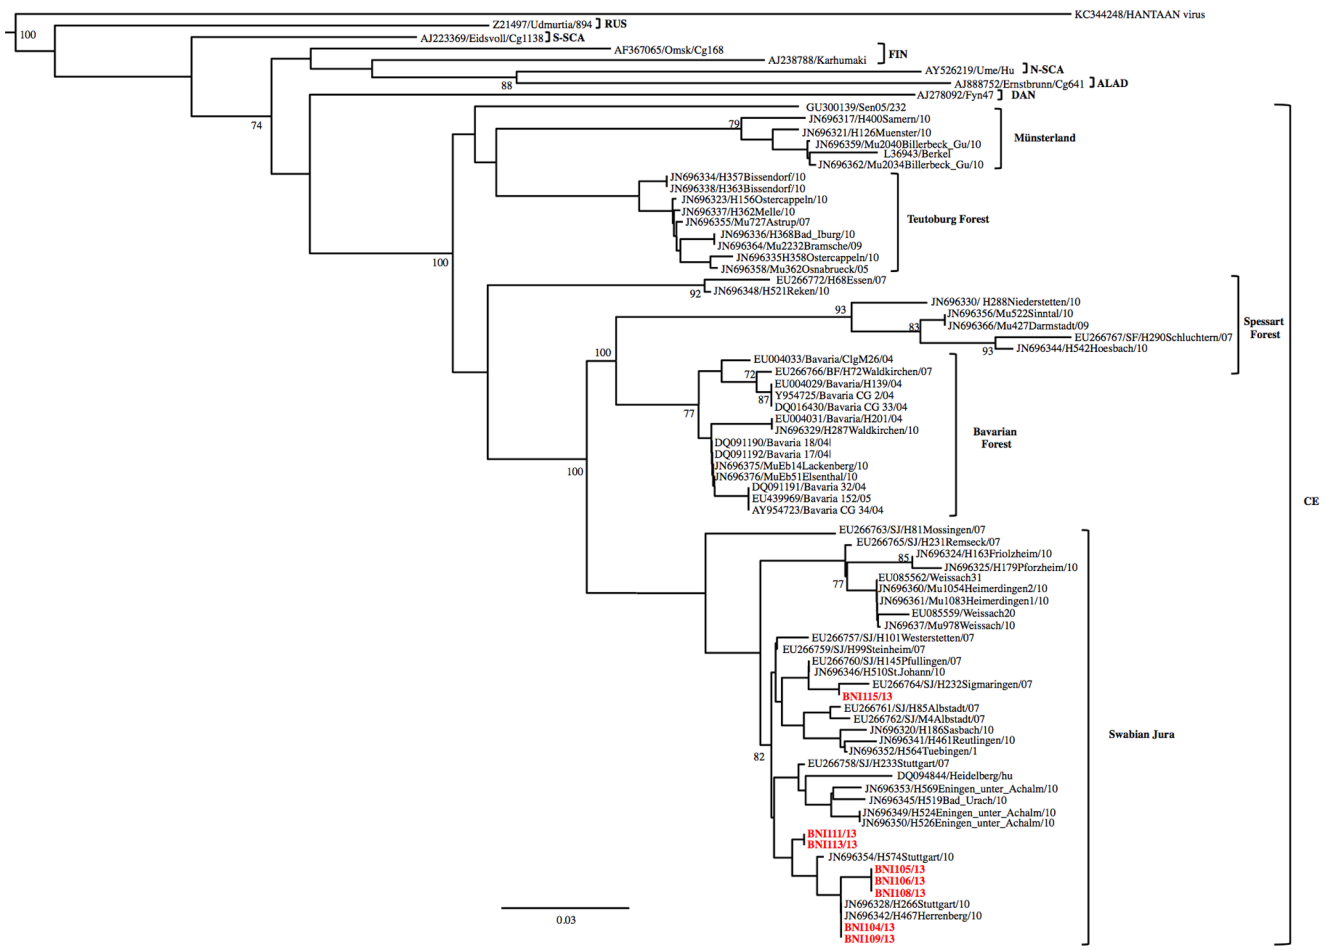 KC344248/HANTAAN virus
100
Z21497/Udmurtia/894 RUS
AJ223369/Eidsvoll/Cg1138 S-SCA
AF367065/Omsk/Cg168
FIN
AJ238788/Karhumaki
AY526219/Ume/Hu N-SCA
88
AJ888752/Ernstbrunn/Cg641 ALAD
AJ278092/Fyn47 DAN
GU300139/Sen05/232
74
79
JN696317/H400Samern/10
JN696321/H126Muenster/10
Münsterland
JN696359/Mu2040Billerbeck_Gu/10
L36943/Berkel
JN696362/Mu2034Billerbeck_Gu/10
JN696334/H357Bissendorf/10
JN696338/H363Bissendorf/10
JN696323/H156Ostercappeln/10
JN696337/H362Melle/10
JN696355/Mu727Astrup/07
Teutoburg Forest
JN696336/H368Bad_Iburg/10
JN696364/Mu2232Bramsche/09
JN696335H358Ostercappeln/10
100
JN696358/Mu362Osnabrueck/05
EU266772/H68Essen/07
92
JN696348/H521Reken/10
JN696330/ H288Niederstetten/10
93
JN696356/Mu522Sinntal/10
83
JN696366/Mu427Darmstadt/09
Spessart
Forest
EU266767/SF/H290Schluchtern/07
93
JN696344/H542Hoesbach/10
100
EU004033/Bavaria/ClgM26/04
72
EU266766/BF/H72Waldkirchen/07
EU004029/Bavaria/H139/04
87
Y954725/Bavaria CG 2/04
DQ016430/Bavaria CG 33/04
77
EU004031/Bavaria/H201/04
JN696329/H287Waldkirchen/10
Bavarian
Forest
DQ091190/Bavaria 18/04
DQ091192/Bavaria 17/04
JN696375/MuEb14Lackenberg/10
100
JN696376/MuEb51Elsenthal/10
DQ091191/Bavaria 32/04
EU439969/Bavaria 152/05
CE
AY954723/Bavaria CG 34/04
EU266763/SJ/H81Mossingen/07
EU266765/SJ/H231Remseck/07
JN696324/H163Friolzheim/10
85
JN696325/H179Pforzheim/10
77
EU085562/Weissach31
JN696360/Mu1054Heimerdingen2/10
JN696361/Mu1083Heimerdingen1/10
EU085559/Weissach20
JN69637/Mu978Weissach/10
EU266757/SJ/H101Westerstetten/07
EU266759/SJ/H99Steinheim/07
EU266760/SJ/H145Pfullingen/07
JN696346/H510St.Johann/10
EU266764/SJ/H232Sigmaringen/07
BNI115/13
EU266761/SJ/H85Albstadt/07
EU266762/SJ/M4Albstadt/07
JN696320/H186Sasbach/10
Swabian Jura
JN696341/H461Reutlingen/10
JN696352/H564Tuebingen/1
82
EU266758/SJ/H233Stuttgart/07
DQ094844/Heidelberg/hu
JN696353/H569Eningen_unter_Achalm/10
JN696345/H519Bad_Urach/10
JN696349/H524Eningen_unter_Achalm/10
JN696350/H526Eningen_unter_Achalm/10
BNI111/13
BNI113/13
JN696354/H574Stuttgart/10
BNI105/13
BNI106/13
BNI108/13
JN696328/H266Stuttgart/10
JN696342/H467Herrenberg/10
BNI104/13
BNI109/13
0.03